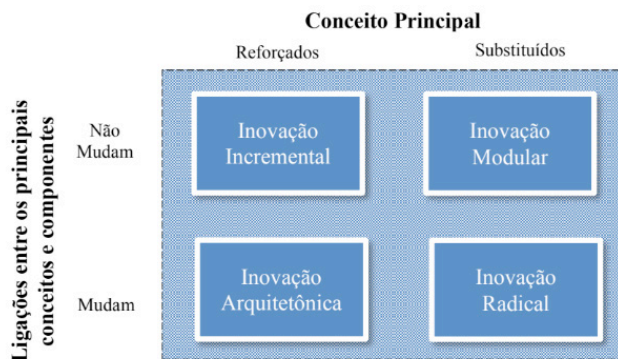 Conceito Principal
Reforçados
Substituídos
Ligações entre os principais
conceitos e componentes
Não
Mudam
Inovação
Incremental
Inovação
Modular
Mudam
Inovação
Arquitetônica
Inovação
Radical